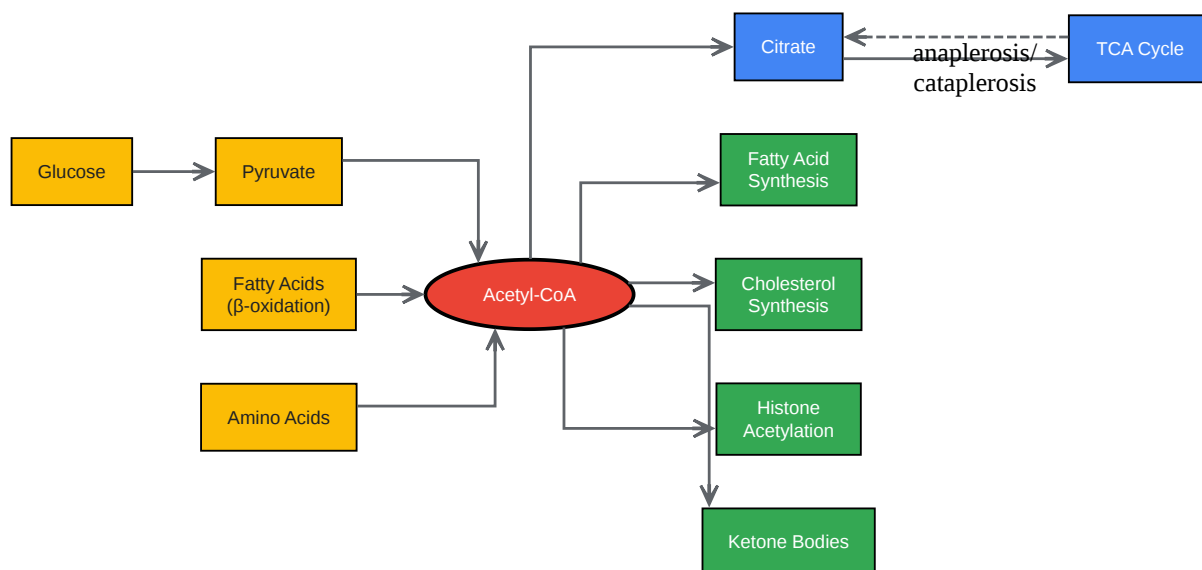 Citrate
TCA Cycle
anaplerosis/
cataplerosis
Glucose
Pyruvate
Fatty Acid
Synthesis
Fatty Acids
(β-oxidation)
Acetyl-CoA
Cholesterol
Synthesis
Amino Acids
Histone
Acetylation
Ketone Bodies